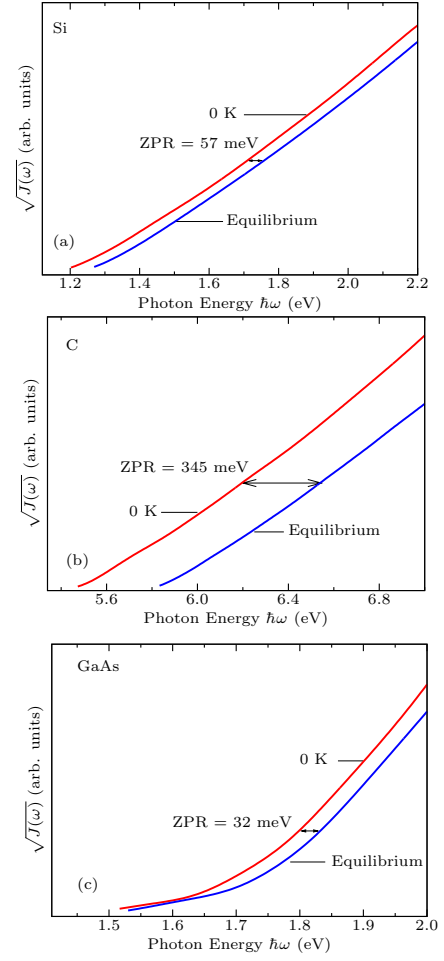 Si
0 K
ZPR = 57 meV
Equilibrium
(a)
√J(ω) (arb. units)
1.2 1.4 1.6 1.8 2.0 2.2
Photon Energy ℏω (eV)
C
ZPR = 345 meV
0 K
Equilibrium
(b)
√J(ω) (arb. units)
5.6 6.0 6.4 6.8
Photon Energy ℏω (eV)
GaAs
0 K
ZPR = 32 meV
Equilibrium
(c)
√J(ω) (arb. units)
1.5 1.6 1.7 1.8 1.9 2.0
Photon Energy ℏω (eV)